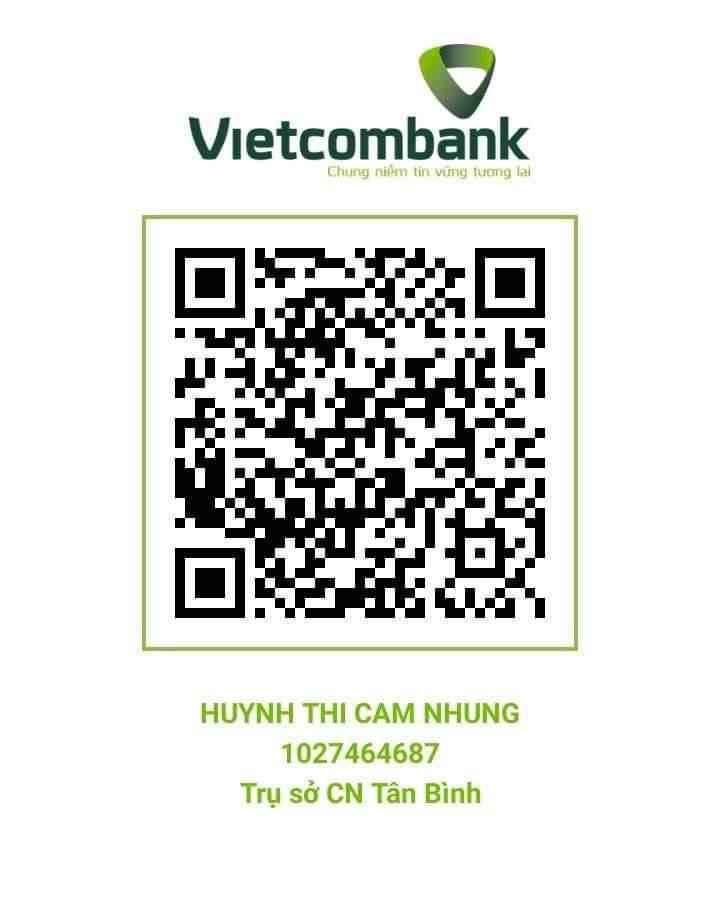 Vietcombank
Chung niềm tin vững tương lai
HUYNH THI CAM NHUNG
1027464687
Trụ sở CN Tân Bình